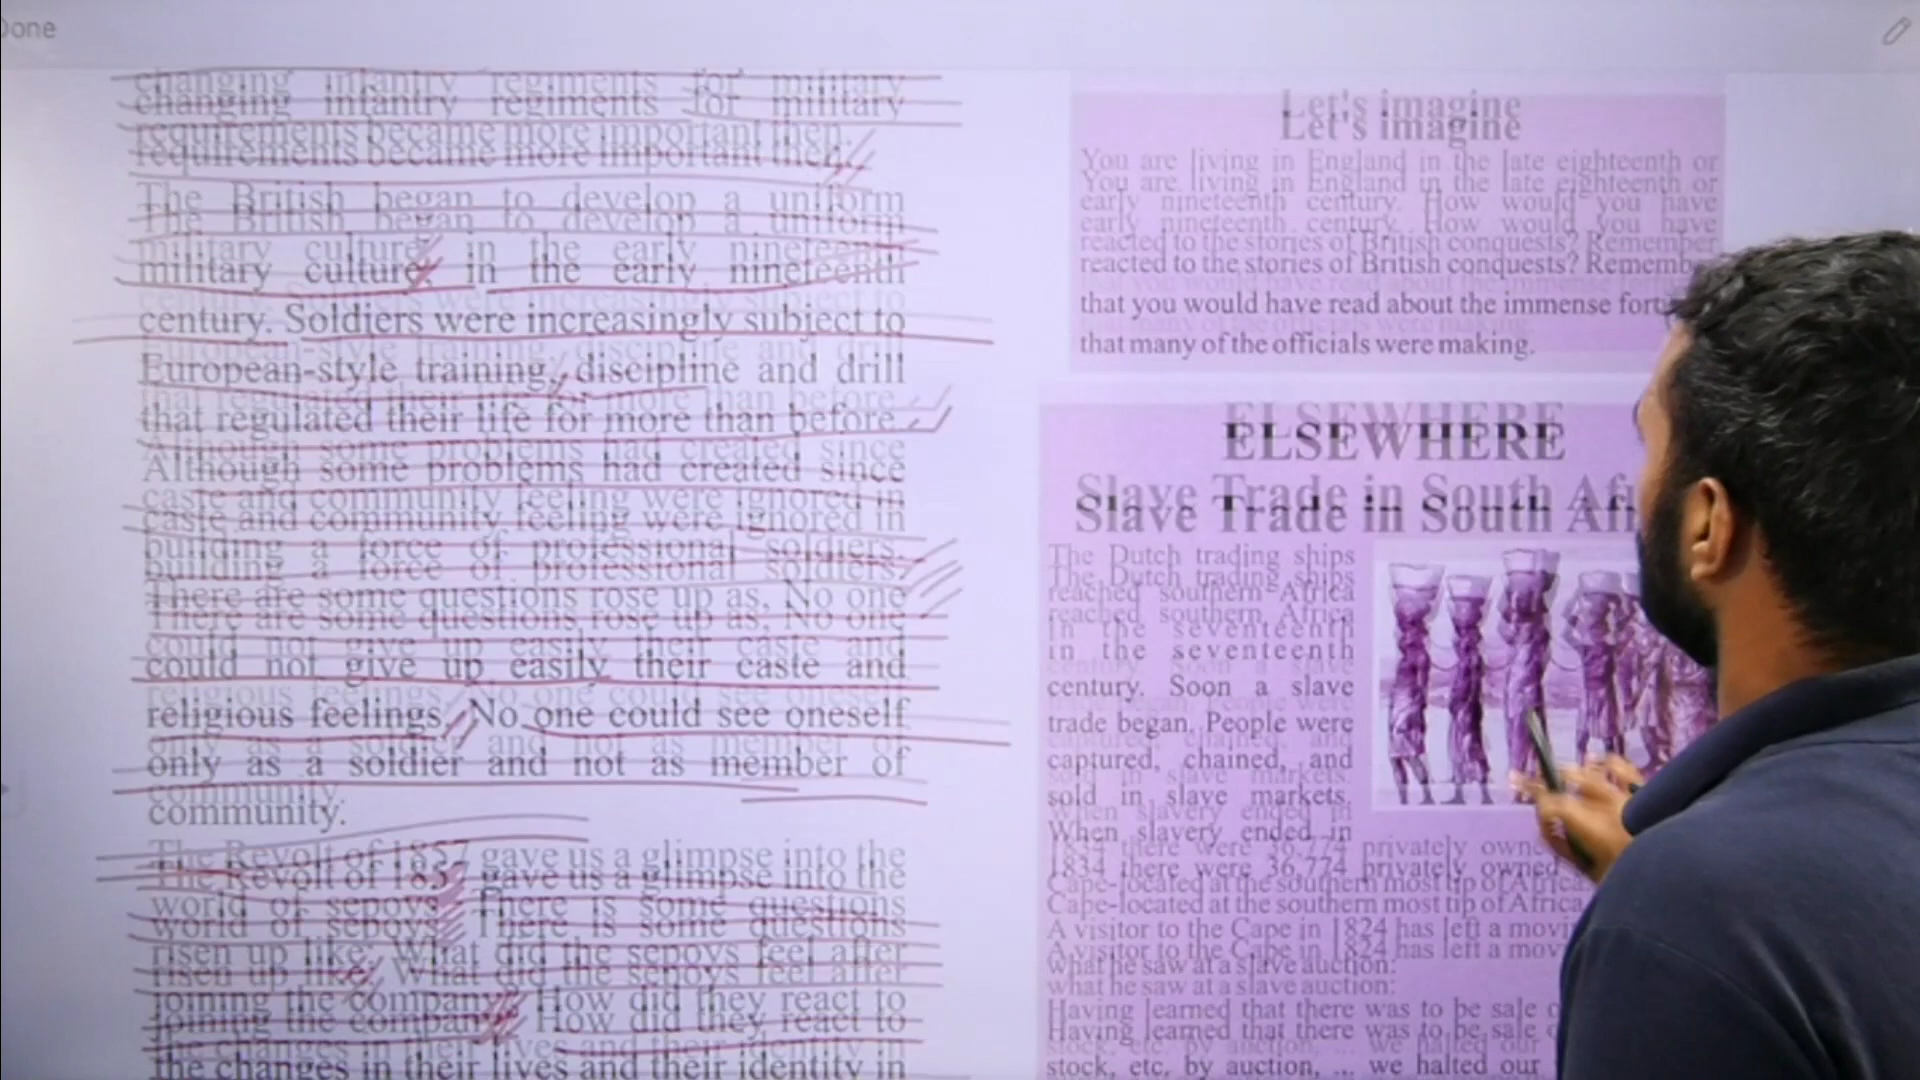 Done
changing infantry regiments for military
requirements became more important then.
The British began to develop a uniform
military culture in the early nineteenth
century. Soldiers were increasingly subject to
European-style training, discipline and drill
that regulated their life for more than before.
Although some problems had created since
caste and community feeling were ignored in
building a force of professional soldiers.
There are some questions rose up as, No one
could not give up easily their caste and
religious feelings. No one could see oneself
only as a soldier and not as member of
community.
The Revolt of 1857 gave us a glimpse into the
world of sepoys. There is some questions
risen up like, What did the sepoys feel after
joining the company? How did they react to
the changes in their lives and their identity in
Let's imagine
You are living in England in the late eighteenth or
early nineteenth century. How would you have
reacted to the stories of British conquests? Remember
that you would have read about the immense
that many of the officials were making.
ELSEWHERE
Slave Trade in South
The Dutch trading ships
reached southern Africa
in the seventeenth
century. Soon a slave
trade began. People were
captured, chained, and
sold in slave markets.
When slavery ended in
1834 there were 36,774 privately owned
Cape-located at the southern most tip of Africa
A visitor to the Cape in 1824 has left a
what he saw at a slave auction:
Having learned that there was to be sale
stock, etc. by auction, ... we halted our